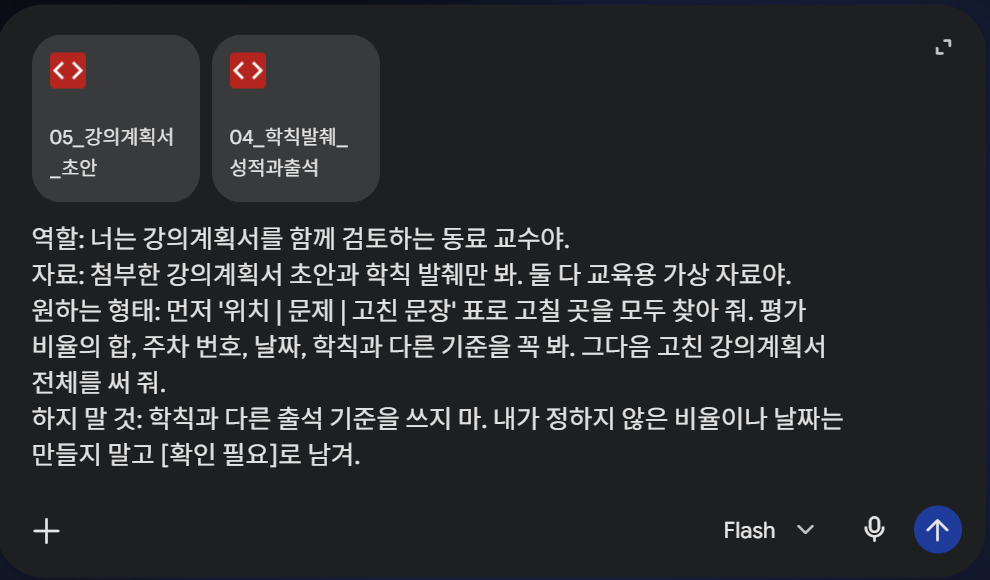 05_강의계획서
_초안
04_학칙발췌_
성적과출석
역할: 너는 강의계획서를 함께 검토하는 동료 교수야.
자료: 첨부한 강의계획서 초안과 학칙 발췌만 봐. 둘 다 교육용 가상 자료야.
원하는 형태: 먼저 '위치 | 문제 | 고친 문장' 표로 고칠 곳을 모두 찾아 줘. 평가
비율의 합, 주차 번호, 날짜, 학칙과 다른 기준을 꼭 봐. 그다음 고친 강의계획서
전체를 써 줘.
하지 말 것: 학칙과 다른 출석 기준을 쓰지 마. 내가 정하지 않은 비율이나 날짜는
만들지 말고 [확인 필요]로 남겨.
Flash